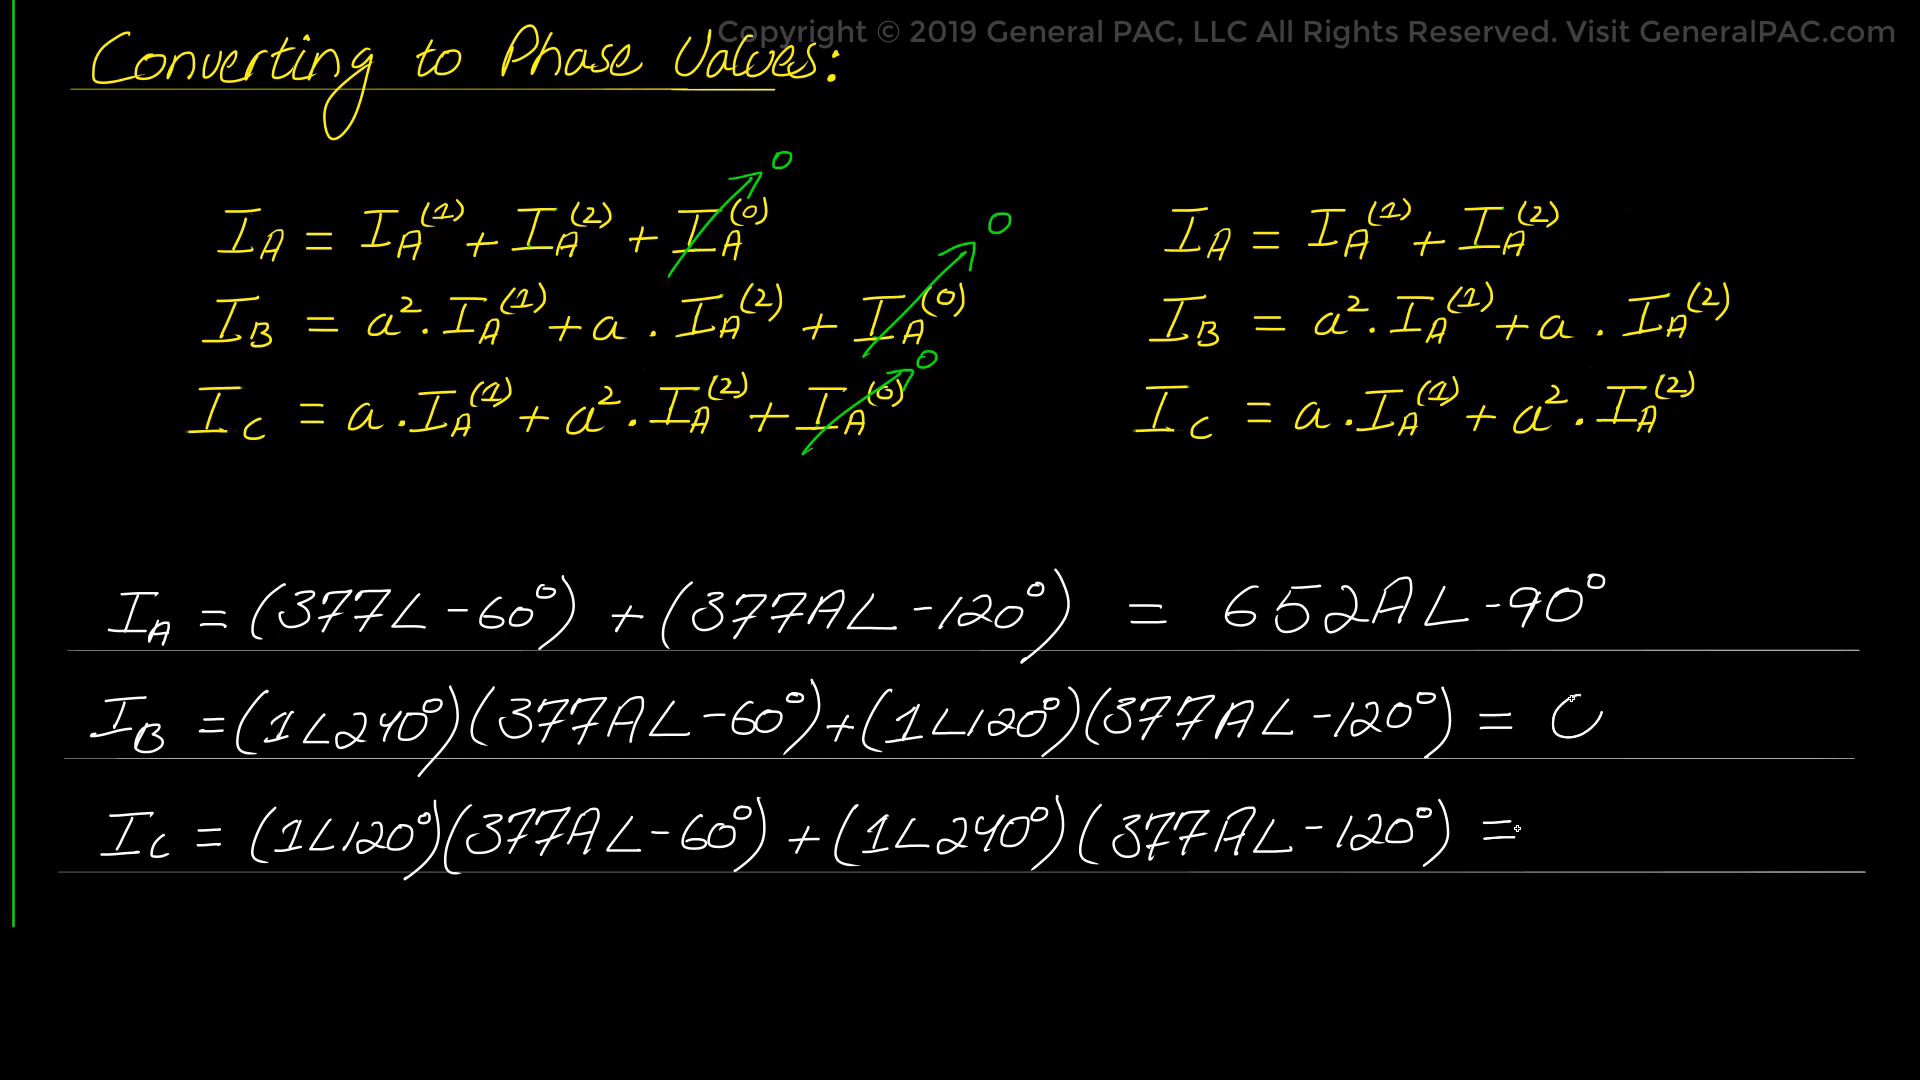 Copyright © 2019 General PAC, LLC All Rights Reserved. Visit GeneralPAC.com
Converting to Phase Values:
I_A = I_A^(1) + I_A^(2) + I_A^(0) 0
I_B = a². I_A^(1) + a . I_A^(2) + I_A^(0) 0
I_C = a . I_A^(1) + a² . I_A^(2) + I_A^(0) 0
I_A = I_A^(1) + I_A^(2)
I_B = a². I_A^(1) + a . I_A^(2)
I_C = a . I_A^(1) + a² . I_A^(2)
I_A = (377∠-60°) + (377A∠-120°) = 652A∠-90°
I_B = (1∠240°)(377A∠-60°) + (1∠120°)(377A∠-120°) =
I_C = (1∠120°)(377A∠-60°) + (1∠240°)(377A∠-120°) =